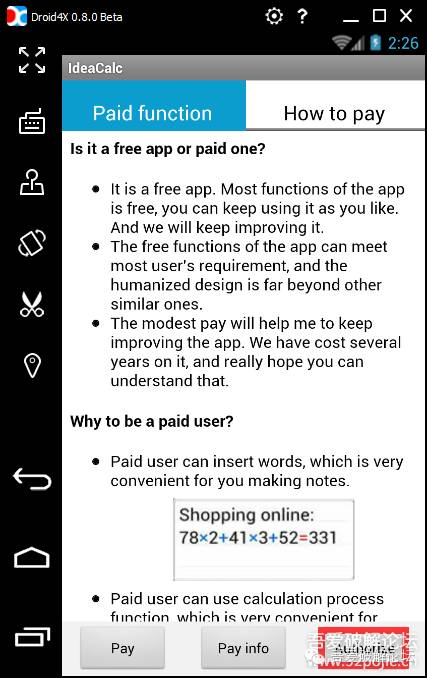 Droid4X 0.8.0 Beta
2:26
IdeaCalc
Paid function
How to pay
Is it a free app or paid one?
It is a free app. Most functions of the app
is free, you can keep using it as you like.
And we will keep improving it.
The free functions of the app can meet
most user's requirement, and the
humanized design is far beyond other
similar ones.
The modest pay will help me to keep
improving the app. We have cost several
years on it, and really hope you can
understand that.
Why to be a paid user?
Paid user can insert words, which is very
convenient for you making notes.
Shopping online:
78×2+41×3+52=331
Paid user can use calculation process
function, which is very convenient for
Pay
Pay info
Authorize
吾爱破解论坛
吾爱破解论坛
www.52pojie.cn